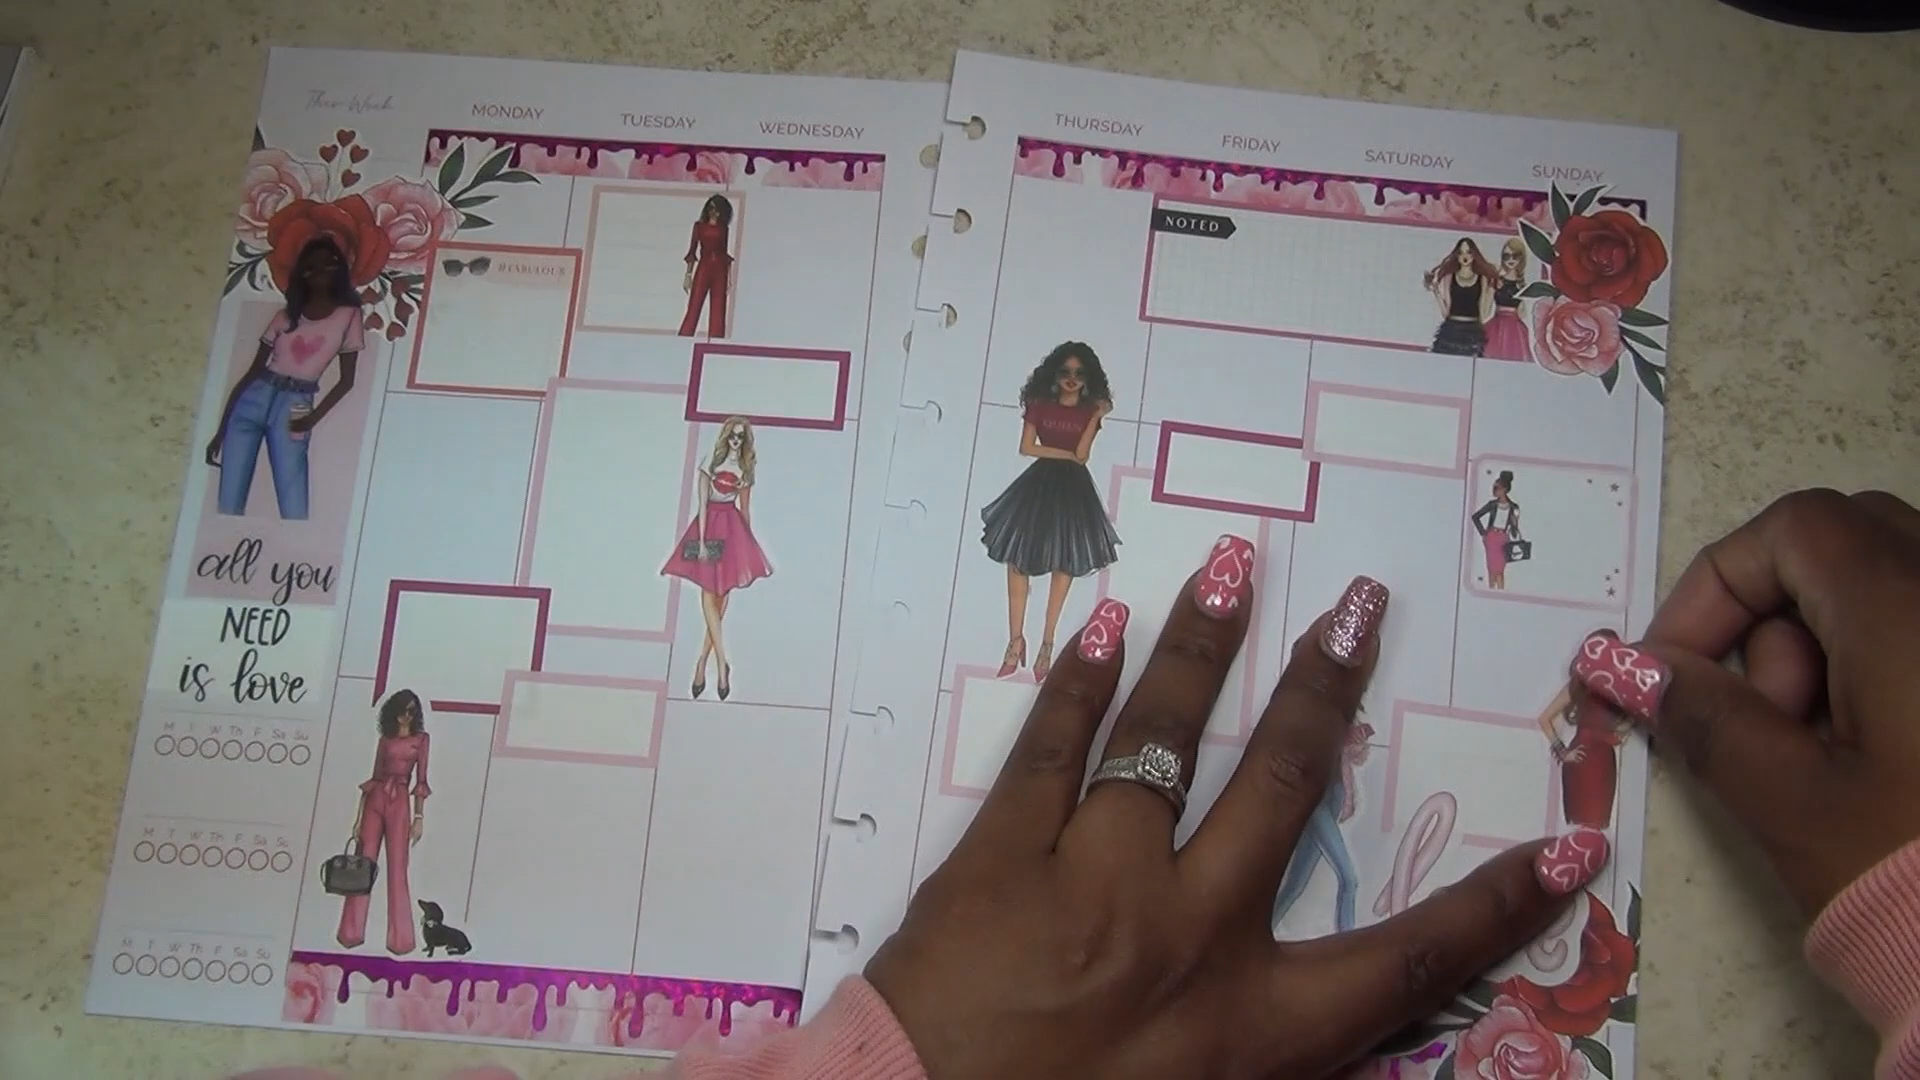 This Week
MONDAY
TUESDAY
WEDNESDAY
THURSDAY
FRIDAY
SATURDAY
SUNDAY
#FABULOUS
NOTED
QUEEN
all you
NEED
is love
M T W Th F Sa Su
M T W Th F Sa Su
M T W Th F Sa Su